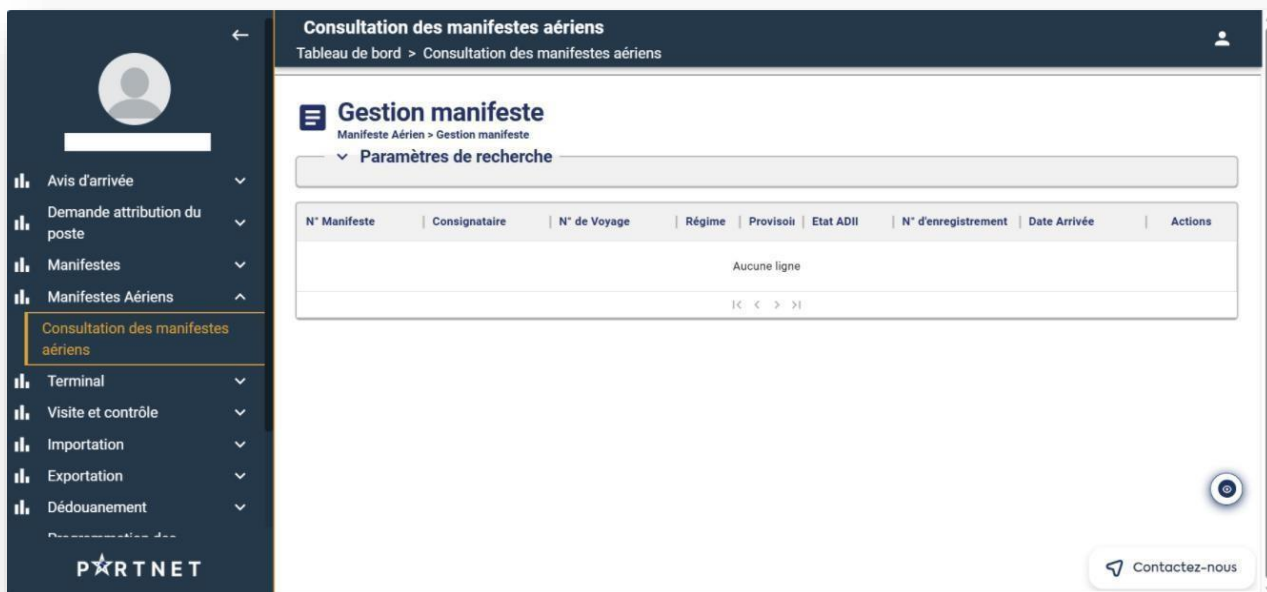 Consultation des manifestes aériens
Tableau de bord > Consultation des manifestes aériens
Avis d'arrivée
Demande attribution du
poste
Manifestes
Manifestes Aériens
Consultation des manifestes
aériens
Terminal
Visite et contrôle
Importation
Exportation
Dédouanement
PORTNET
Gestion manifeste
Manifeste Aérien > Gestion manifeste
Paramètres de recherche
N° Manifeste | Consignataire | N° de Voyage | Régime | Provisoir | Etat ADII | N° d'enregistrement | Date Arrivée | Actions
Aucune ligne
Contactez-nous